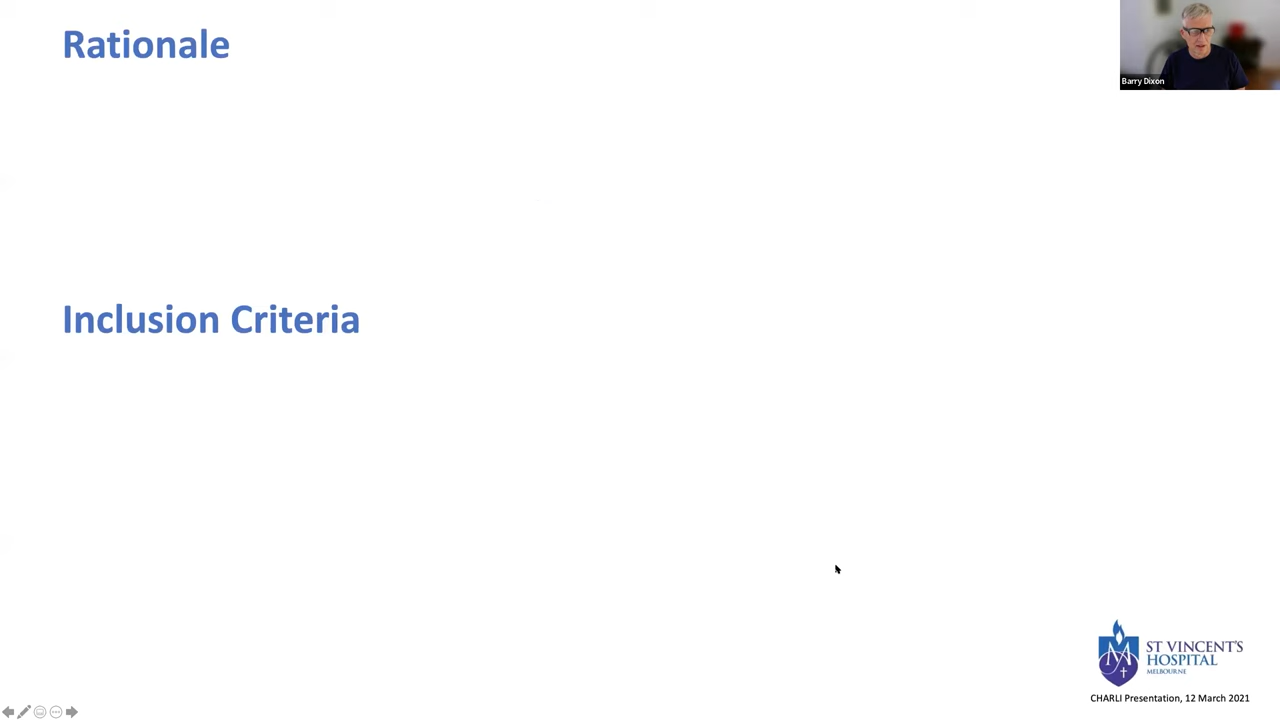 Rationale
Barry Dixon
Inclusion Criteria
ST VINCENT'S
HOSPITAL
MELBOURNE
CHARLI Presentation, 12 March 2021